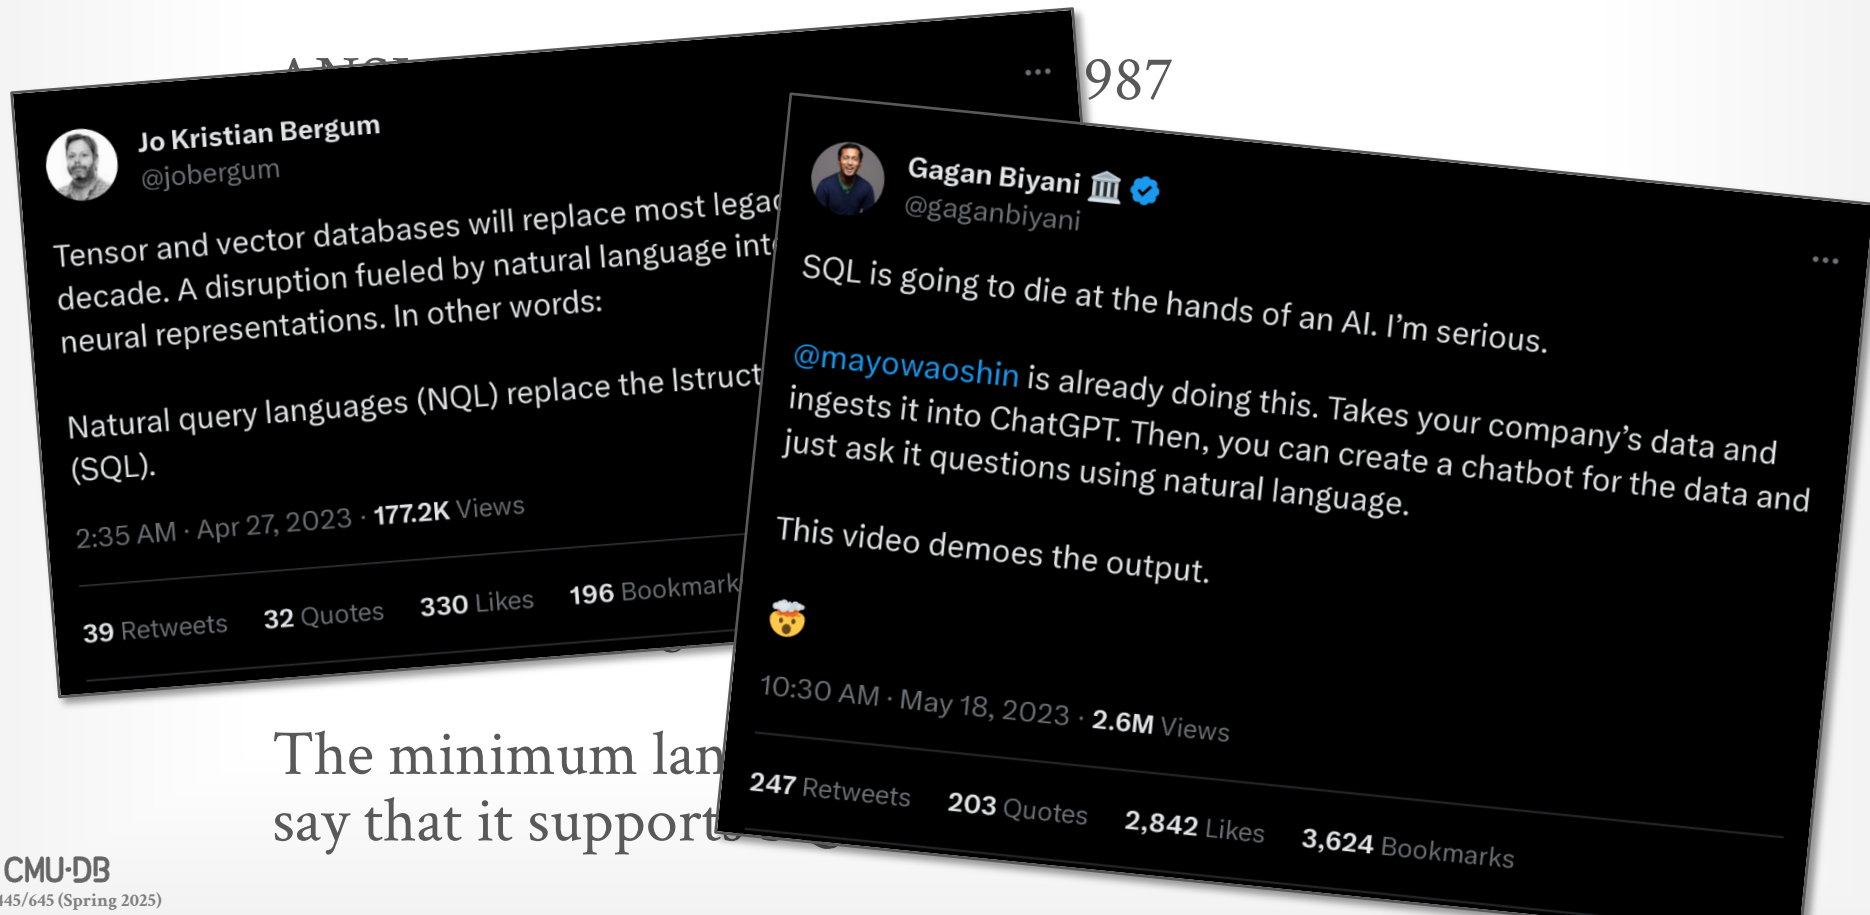 987
Jo Kristian Bergum
@jobergum
Tensor and vector databases will replace most
decade. A disruption fueled by natural language
neural representations. In other words:
Natural query languages (NQL) replace the
(SQL).
2:35 AM · Apr 27, 2023 · 177.2K Views
39 Retweets 32 Quotes 330 Likes 196 Bookmark
Gagan Biyani 🏛️
@gaganbiyani
SQL is going to die at the hands of an AI. I’m serious.
@mayowaoshin is already doing this. Takes your company’s data and
ingests it into ChatGPT. Then, you can create a chatbot for the data and
just ask it questions using natural language.
This video demoes the output.
🤯
10:30 AM · May 18, 2023 · 2.6M Views
247 Retweets 203 Quotes 2,842 Likes 3,624 Bookmarks
The minimum
say that it supports
CMU·DB
445/645 (Spring 2025)